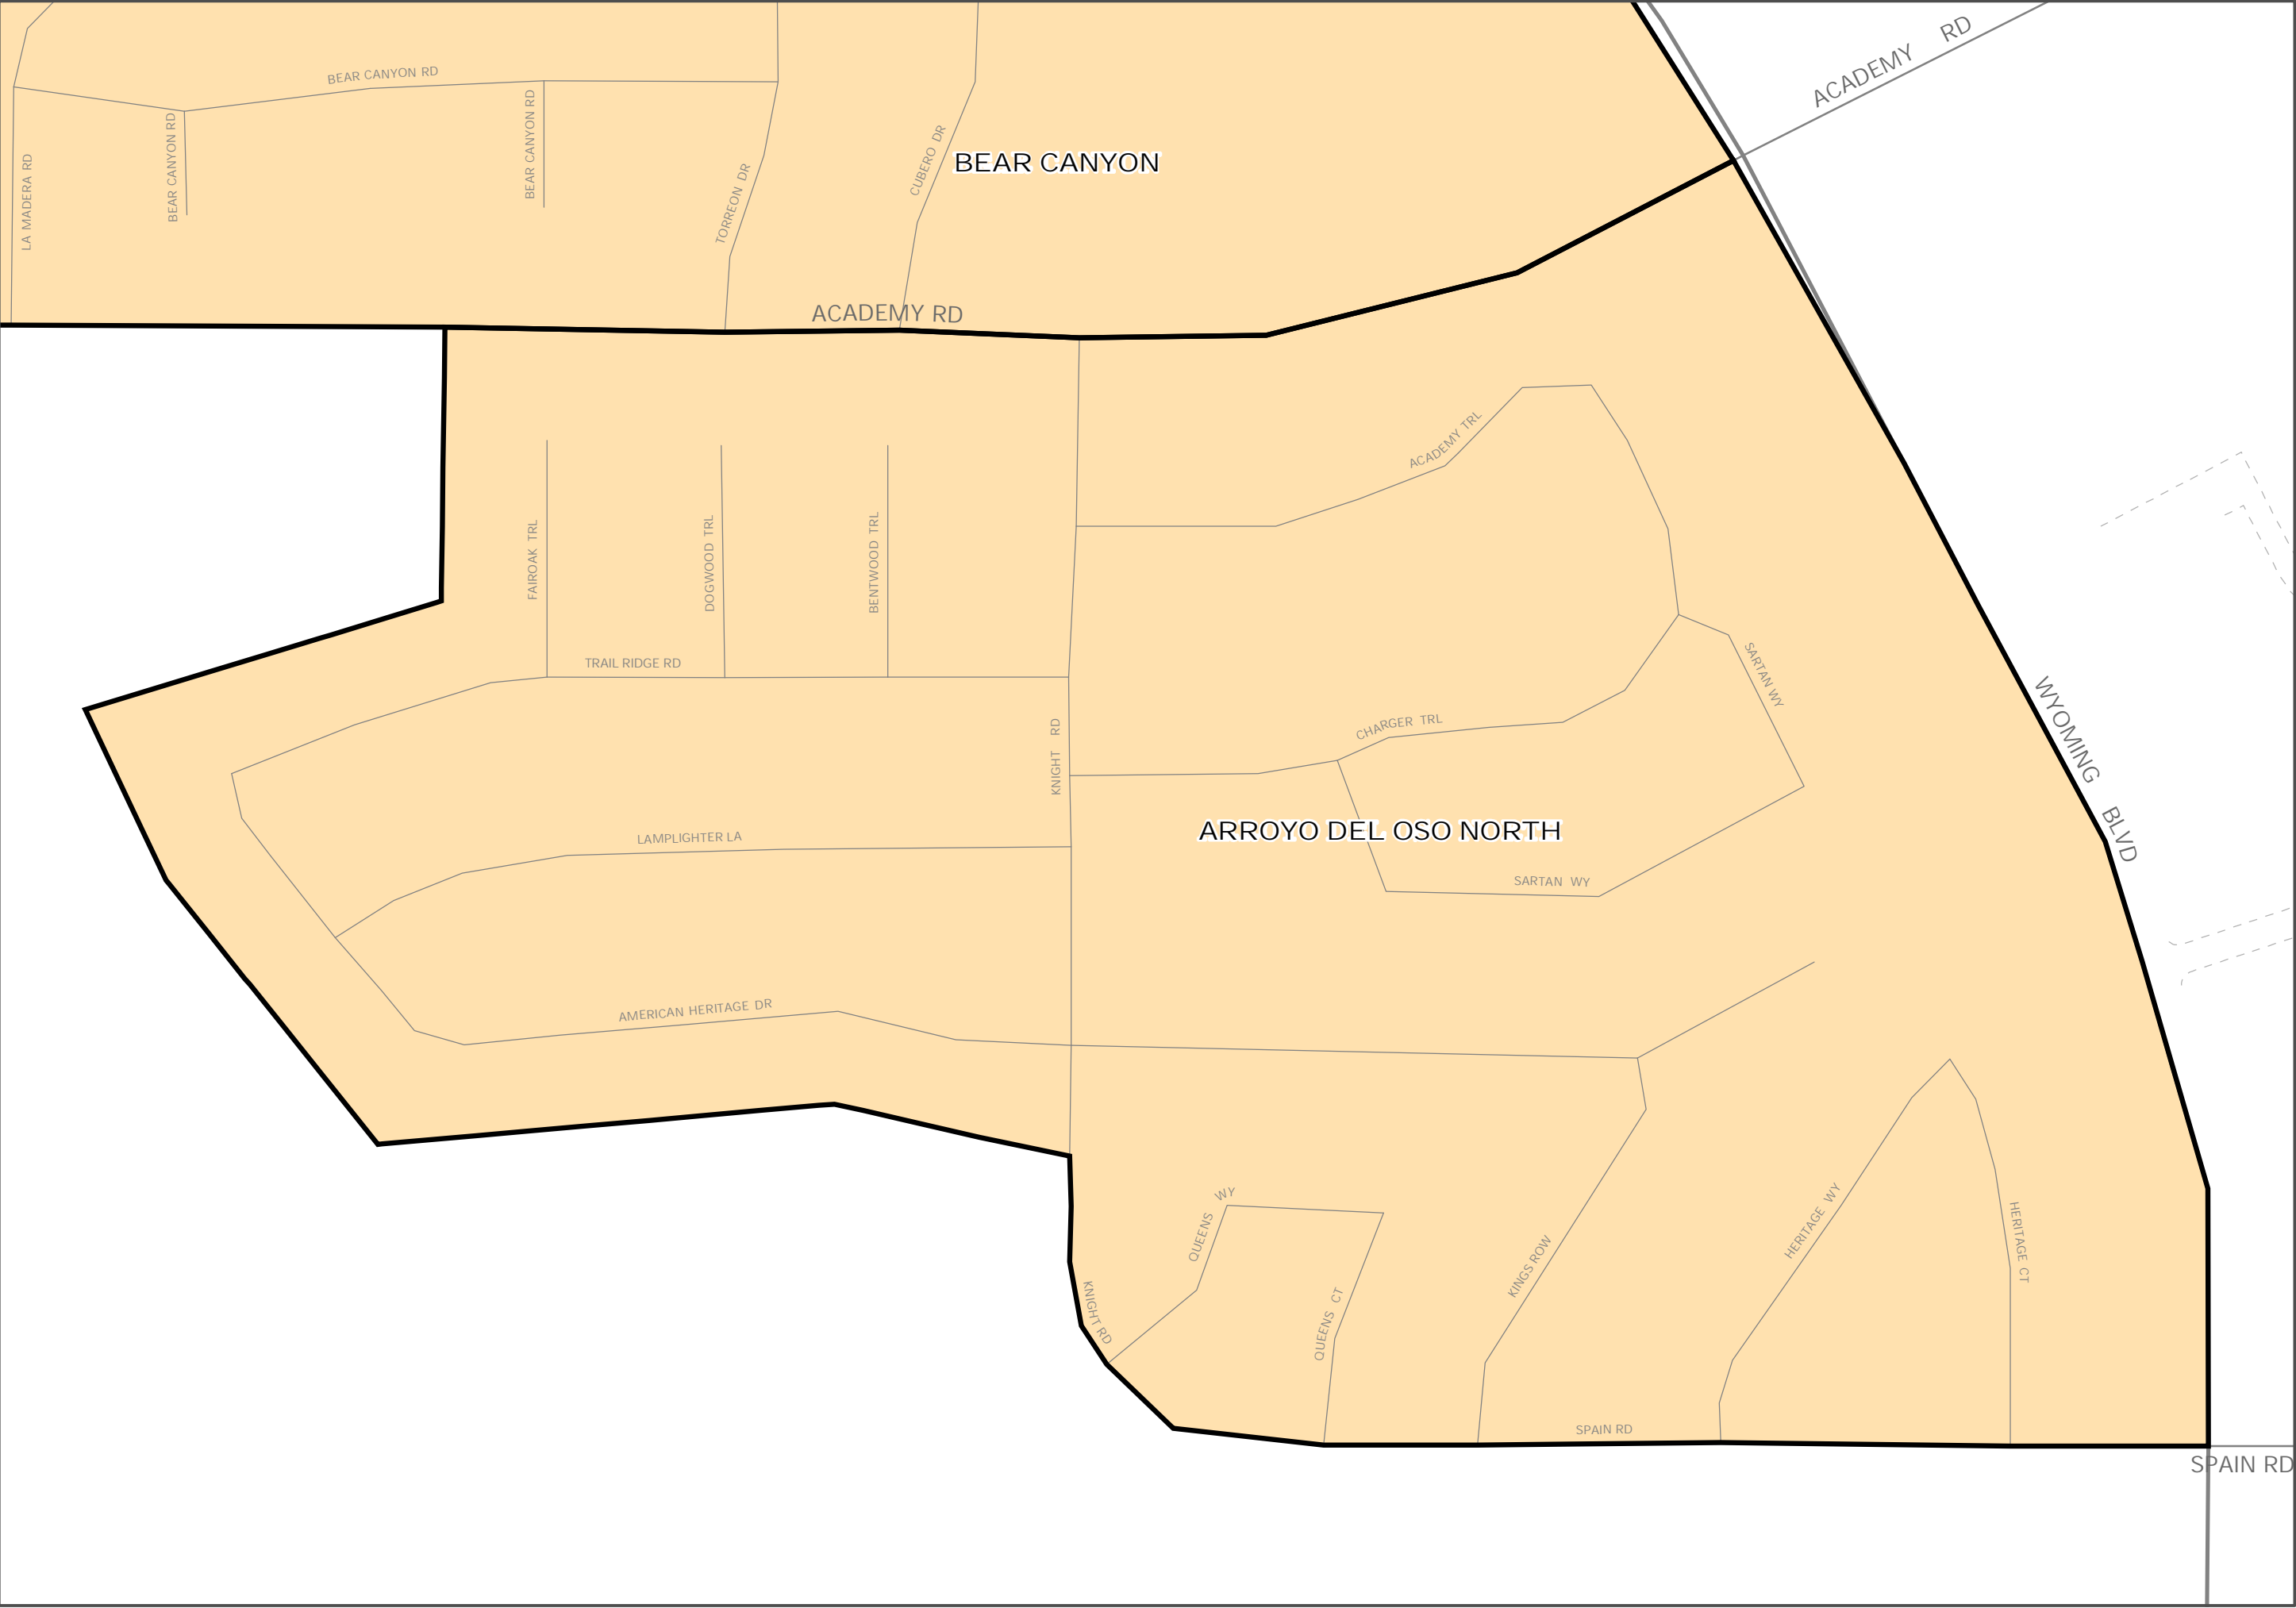 ACADEMY RD
BEAR CANYON RD
BEAR CANYON RD
BEAR CANYON RD
LA MADERA RD
TORREON DR
CUBERO DR
BEAR CANYON
ACADEMY RD
ACADEMY TRL
FAIROAK TRL
DOGWOOD TRL
BENTWOOD TRL
TRAIL RIDGE RD
SARTAN WY
KNIGHT RD
CHARGER TRL
WYOMING BLVD
LAMPLIGHTER LA
ARROYO DEL OSO NORTH
SARTAN WY
AMERICAN HERITAGE DR
QUEENS WY
KNIGHT RD
QUEENS CT
KINGS ROW
HERITAGE WY
HERITAGE CT
SPAIN RD
SPAIN RD